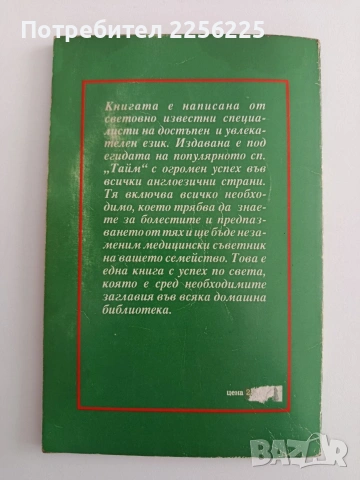 Потребител 2256225
Книгата е написана от
световно известни специа-
листи на достъпен и увлека-
телен език. Издавана е под
егидата на популярното сп.
„Тайм“ с огромен успех във
всички англоезични страни.
Тя включва всичко необхо-
димо, което трябва да знае-
те за болестите и предпаз-
ването от тях и ще бъде неза-
меним медицински съветник
на вашето семейство. Това е
една книга с успех по света,
която е сред необходимите
заглавия във всяка домашна
библиотека.
цена
bazar.bg